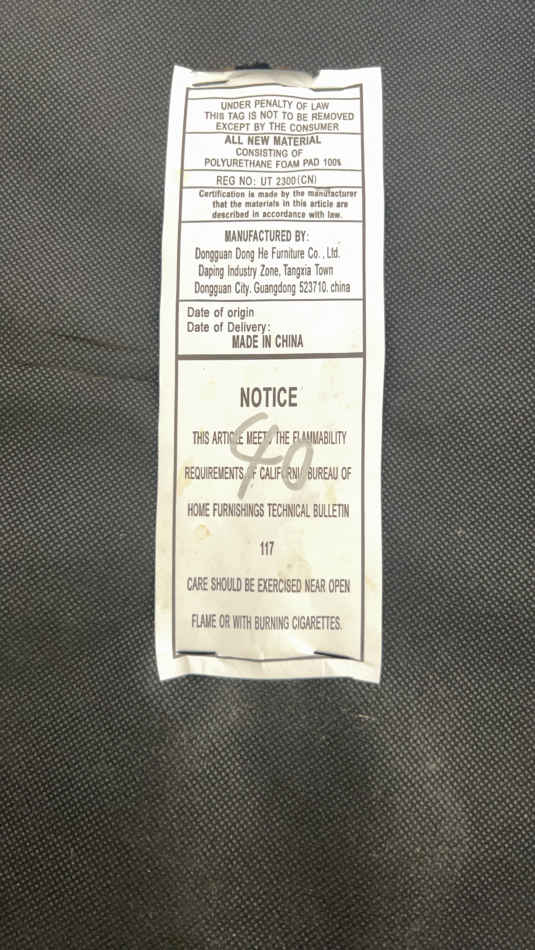 UNDER PENALTY OF LAW
THIS TAG IS NOT TO BE REMOVED
EXCEPT BY THE CONSUMER
ALL NEW MATERIAL
CONSISTING OF
POLYURETHANE FOAM PAD 100%
REG NO: UT 2300(CN)
Certification is made by the manufacturer
that the materials in this article are
described in accordance with law.
MANUFACTURED BY:
Dongguan Dong He Furniture Co., Ltd.
Daping Industry Zone, Tangxia Town
Dongguan City. Guangdong 523710. china
Date of origin
Date of Delivery:
MADE IN CHINA
NOTICE
40
THIS ARTICLE MEETS THE FLAMMABILITY
REQUIREMENTS OF CALIFORNIA BUREAU OF
HOME FURNISHINGS TECHNICAL BULLETIN
117
CARE SHOULD BE EXERCISED NEAR OPEN
FLAME OR WITH BURNING CIGARETTES.